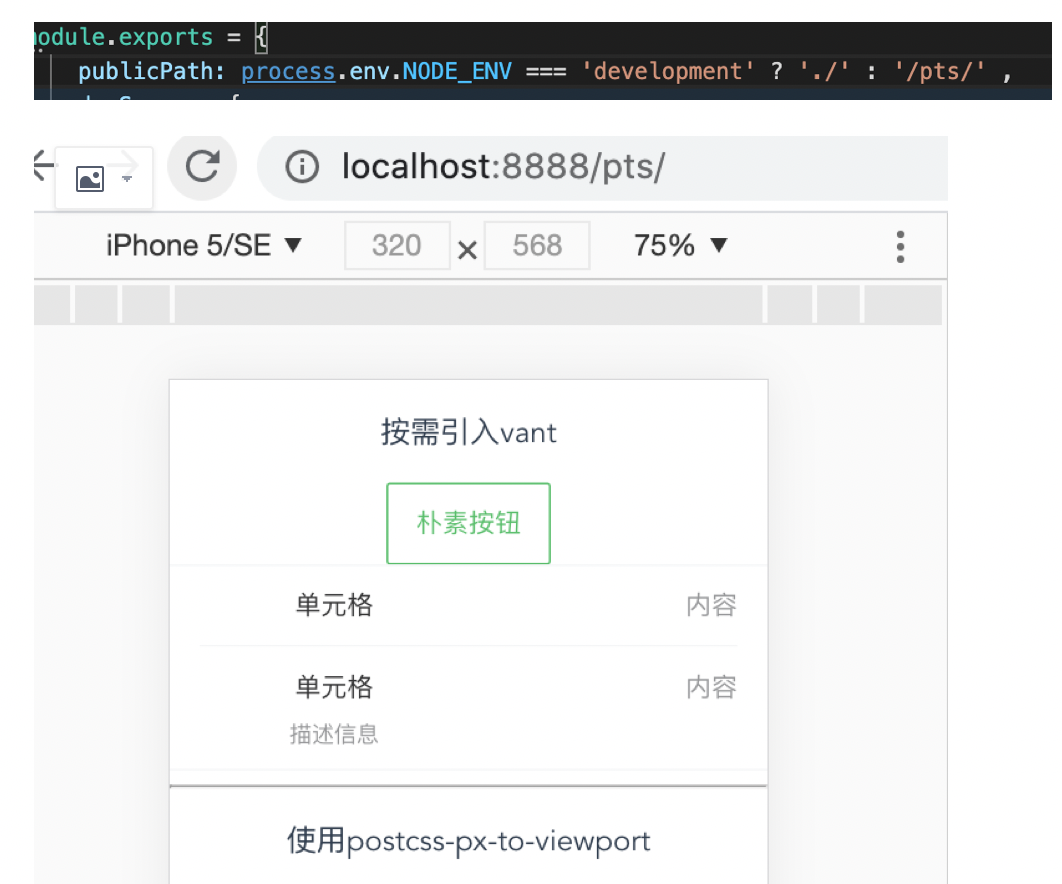 module.exports = {
publicPath: process.env.NODE_ENV === 'development' ? './' : '/pts/' ,
localhost:8888/pts/
iPhone 5/SE ▼ 320 × 568 75% ▼
按需引入vant
朴素按钮
单元格 内容
单元格 内容
描述信息
使用postcss-px-to-viewport